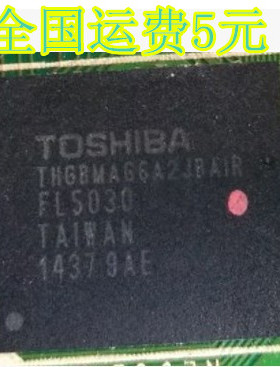 全国运费5元
TOSHIBA
THGBMAG6A2JBAIR
FL5030
TAIWAN
14379AE